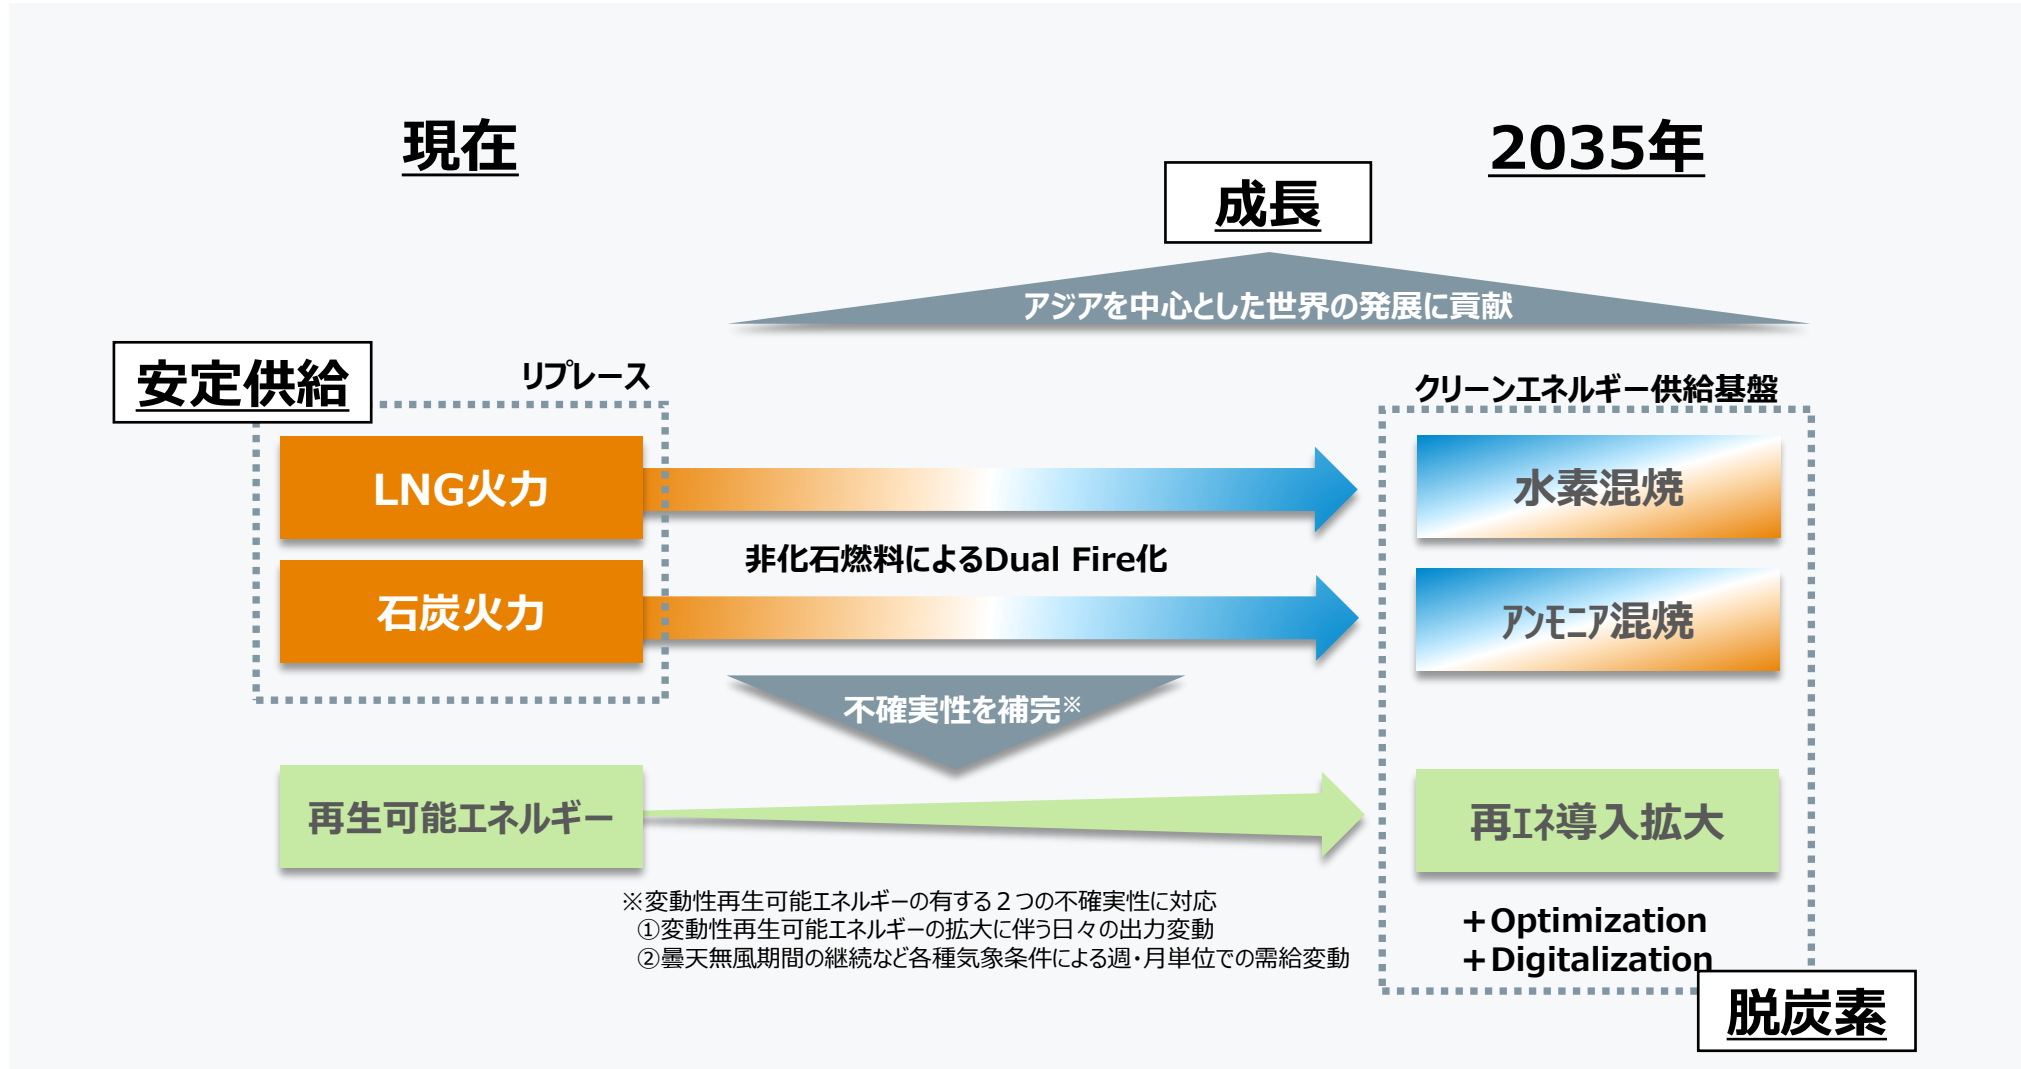 現在
2035年
成長
アジアを中心とした世界の発展に貢献
安定供給
リプレース
クリーンエネルギー供給基盤
LNG火力
水素混焼
非化石燃料によるDual Fire化
石炭火力
ｱﾝﾓﾆｱ混焼
不確実性を補完※
再生可能エネルギー
再ｴﾈ導入拡大
※変動性再生可能エネルギーの有する２つの不確実性に対応
①変動性再生可能エネルギーの拡大に伴う日々の出力変動
②曇天無風期間の継続など各種気象条件による週・月単位での需給変動
＋Optimization
＋Digitalization
脱炭素